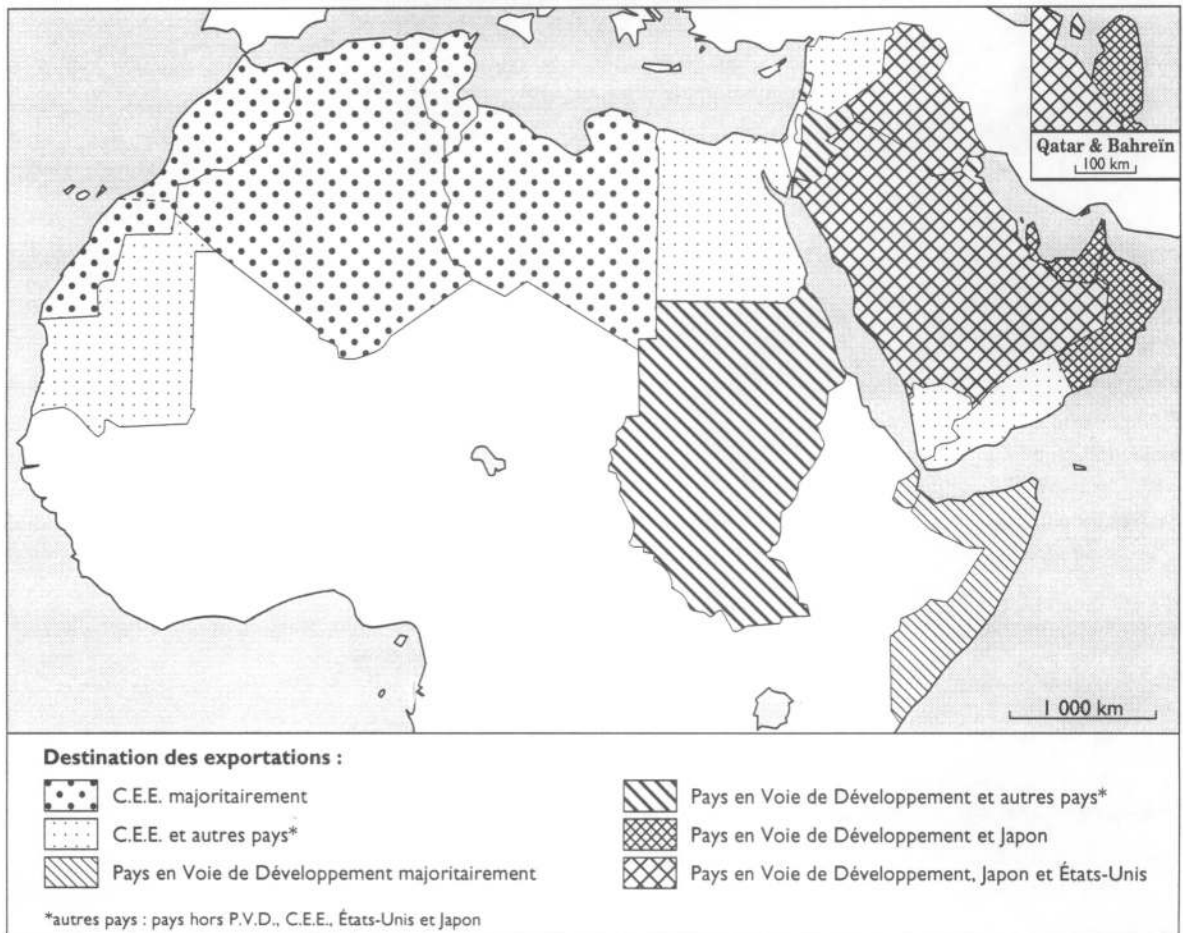 Qatar & Bahreïn
100 km
1 000 km
Destination des exportations :
C.E.E. majoritairement
C.E.E. et autres pays*
Pays en Voie de Développement majoritairement
Pays en Voie de Développement et autres pays*
Pays en Voie de Développement et Japon
Pays en Voie de Développement, Japon et États-Unis
*autres pays : pays hors P.V.D., C.E.E., États-Unis et Japon